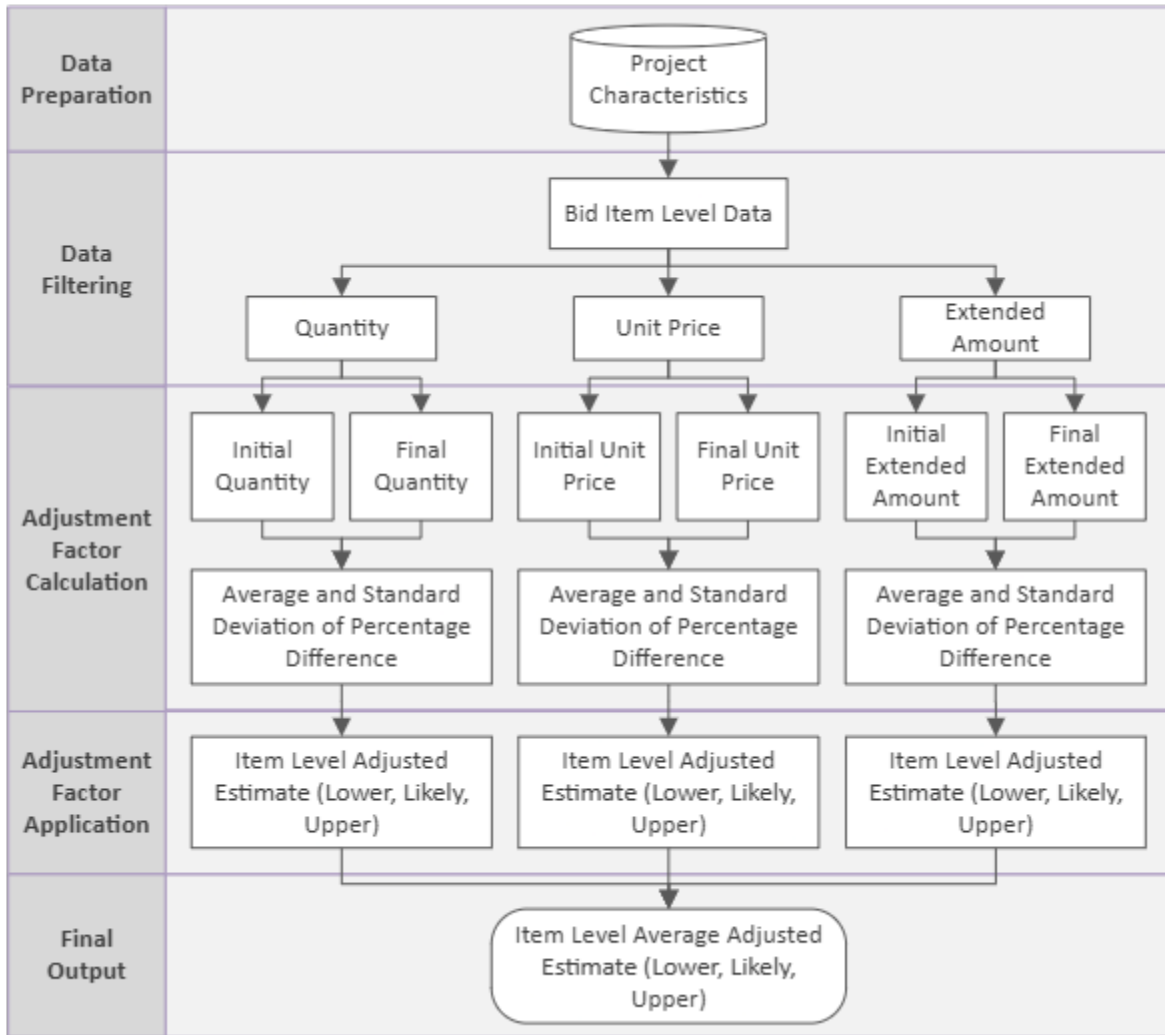 Data
Preparation
Project
Characteristics
Data
Filtering
Bid Item Level Data
Quantity
Unit Price
Extended
Amount
Adjustment
Factor
Calculation
Initial
Quantity
Final
Quantity
Initial Unit
Price
Final Unit
Price
Initial
Extended
Amount
Final
Extended
Amount
Average and Standard
Deviation of Percentage
Difference
Average and Standard
Deviation of Percentage
Difference
Average and Standard
Deviation of Percentage
Difference
Adjustment
Factor
Application
Item Level Adjusted
Estimate (Lower, Likely,
Upper)
Item Level Adjusted
Estimate (Lower, Likely,
Upper)
Item Level Adjusted
Estimate (Lower, Likely,
Upper)
Final
Output
Item Level Average Adjusted
Estimate (Lower, Likely,
Upper)